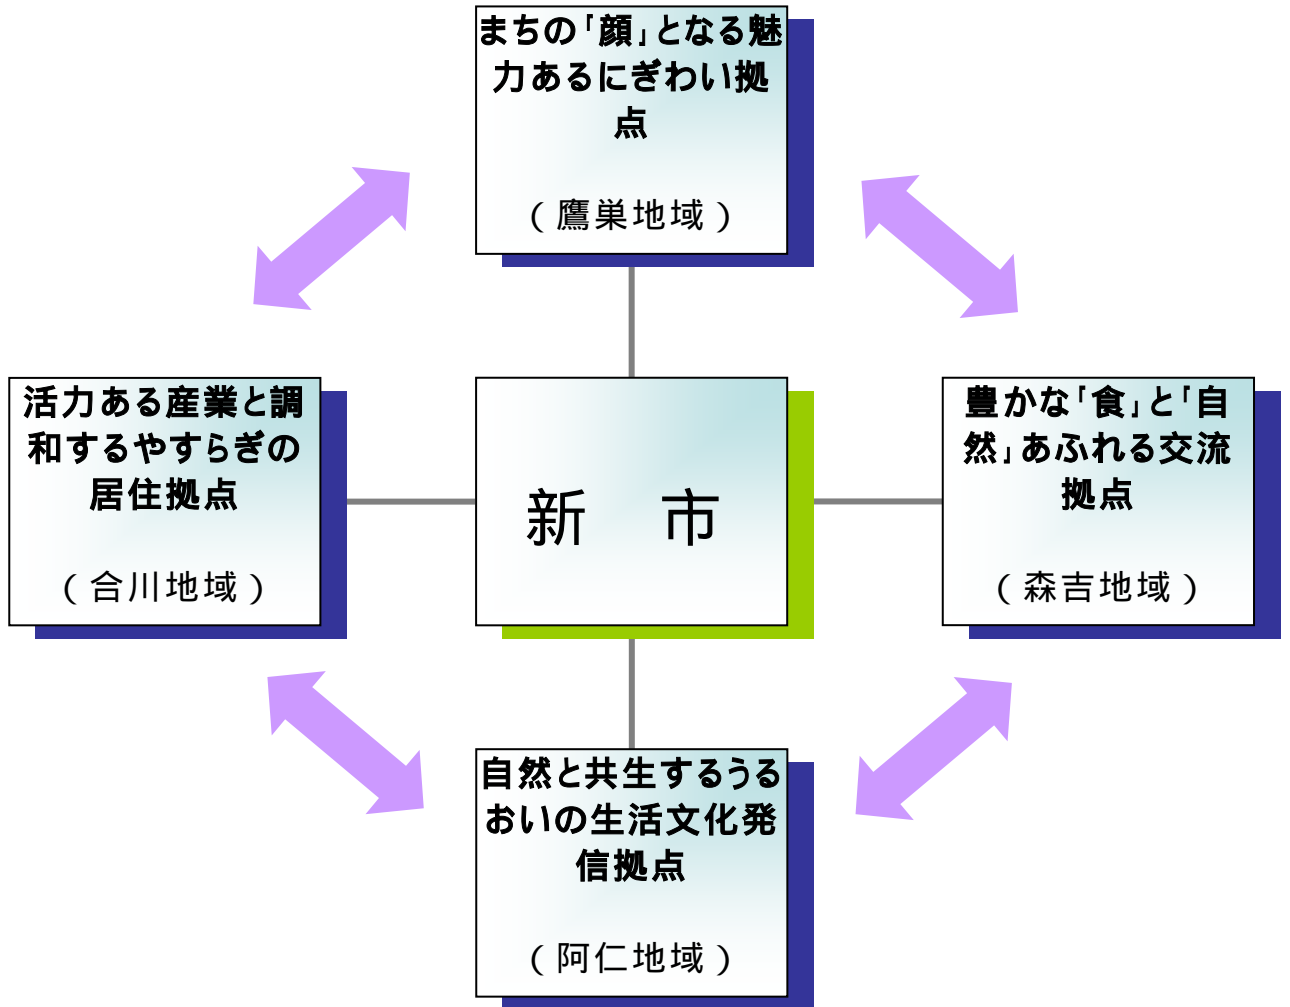 まちの「顔」となる魅
力あるにぎわい拠
点
（鷹巣地域）
活力ある産業と調
和するやすらぎの
居住拠点
（合川地域）
新　市
豊かな「食」と「自
然」あふれる交流
拠点
（森吉地域）
自然と共生するうる
おいの生活文化発
信拠点
（阿仁地域）